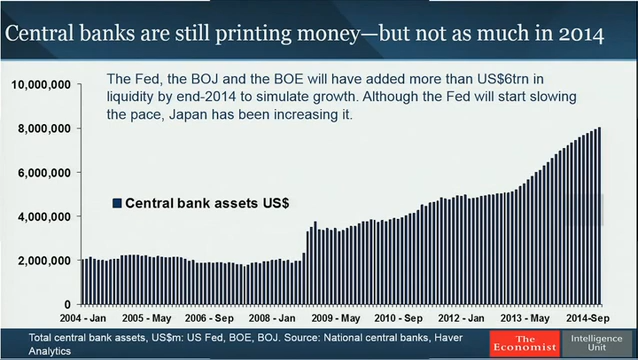 Central banks are still printing money—but not as much in 2014
The Fed, the BOJ and the BOE will have added more than US$6trn in
liquidity by end-2014 to simulate growth. Although the Fed will start slowing
the pace, Japan has been increasing it.
10,000,000
8,000,000
6,000,000
4,000,000
2,000,000
0
Central bank assets US$
2004 - Jan
2005 - May
2006 - Sep
2008 - Jan
2009 - May
2010 - Sep
2012 - Jan
2013 - May
2014-Sep
Total central bank assets, US$m: US Fed, BOE, BOJ. Source: National central banks, Haver
Analytics
The
Economist
Intelligence
Unit